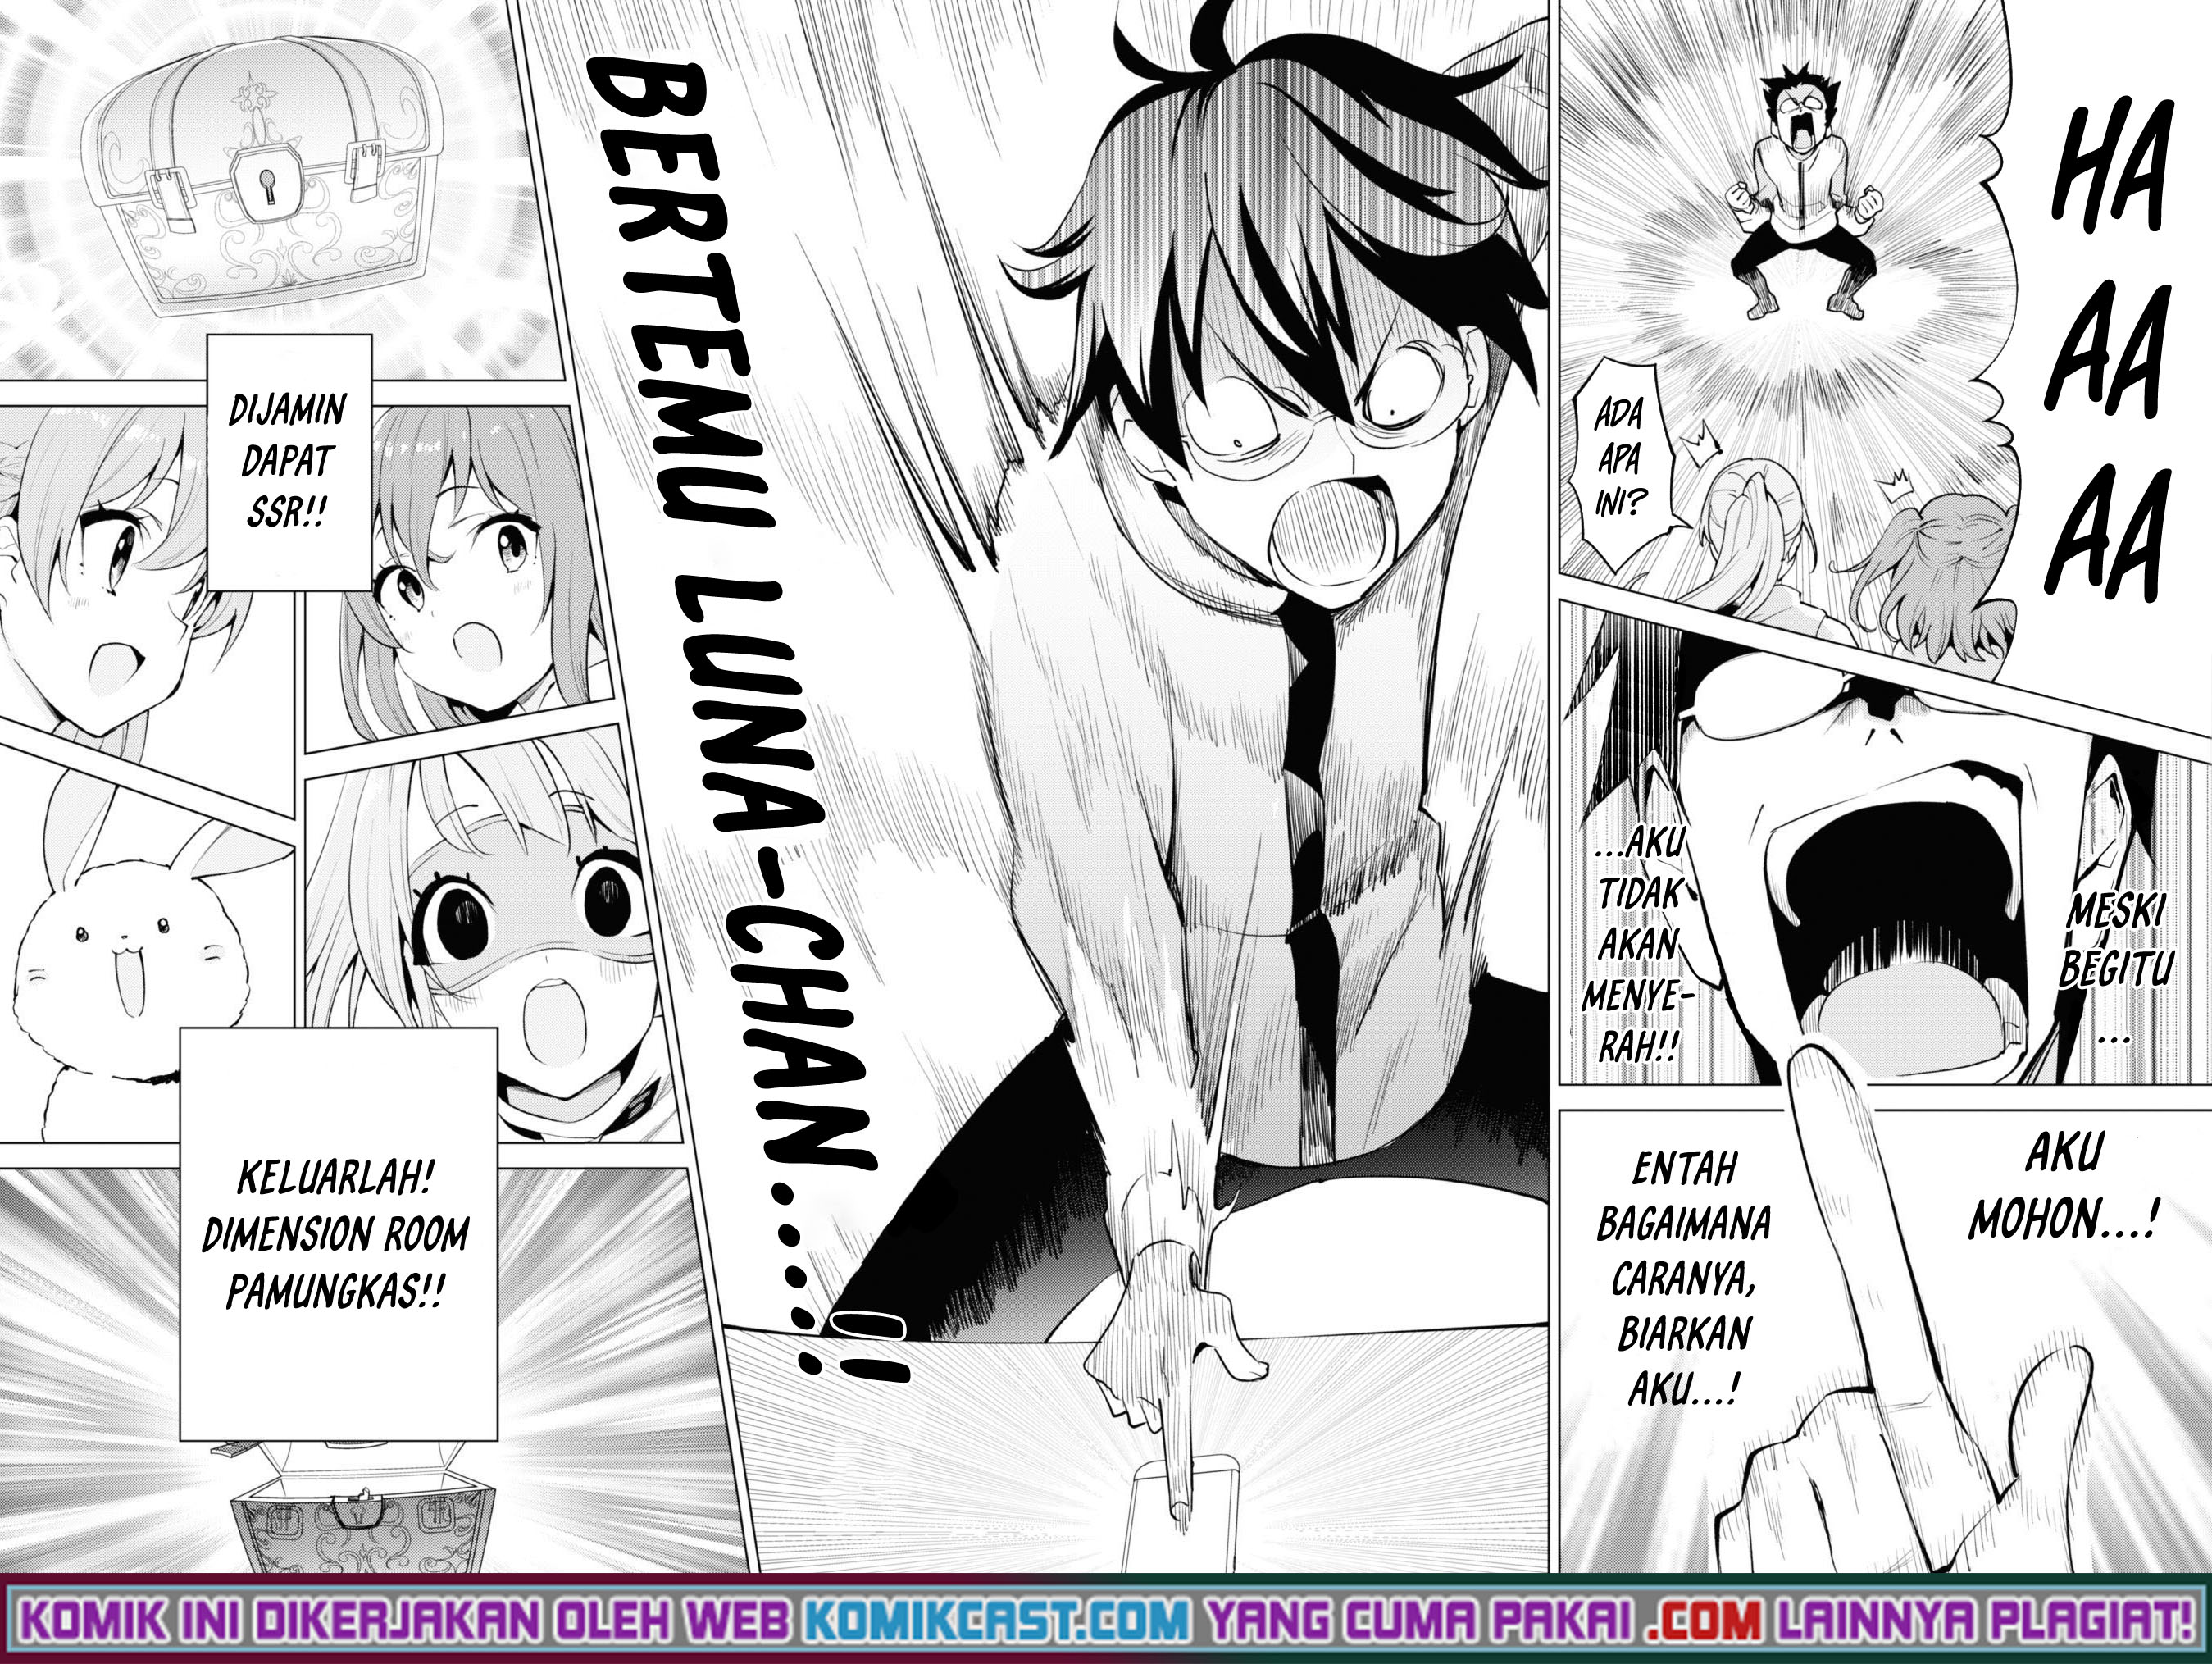 HA
AA
AA
ADA
APA
INI?
MESKI
BEGITU
...
...AKU
TIDAK
AKAN
MENYE-
RAH!!
AKU
MOHON...!
ENTAH
BAGAIMANA
CARANYA,
BIARKAN
AKU...!
BERTEMU LUNA-CHAN.....!!
DIJAMIN
DAPAT
SSR!!
KELUARLAH!
DIMENSION ROOM
PAMUNGKAS!!
KOMIK INI DIKERJAKAN OLEH WEB KOMIKCAST.COM YANG CUMA PAKAI .COM LAINNYA PLAGIAT!